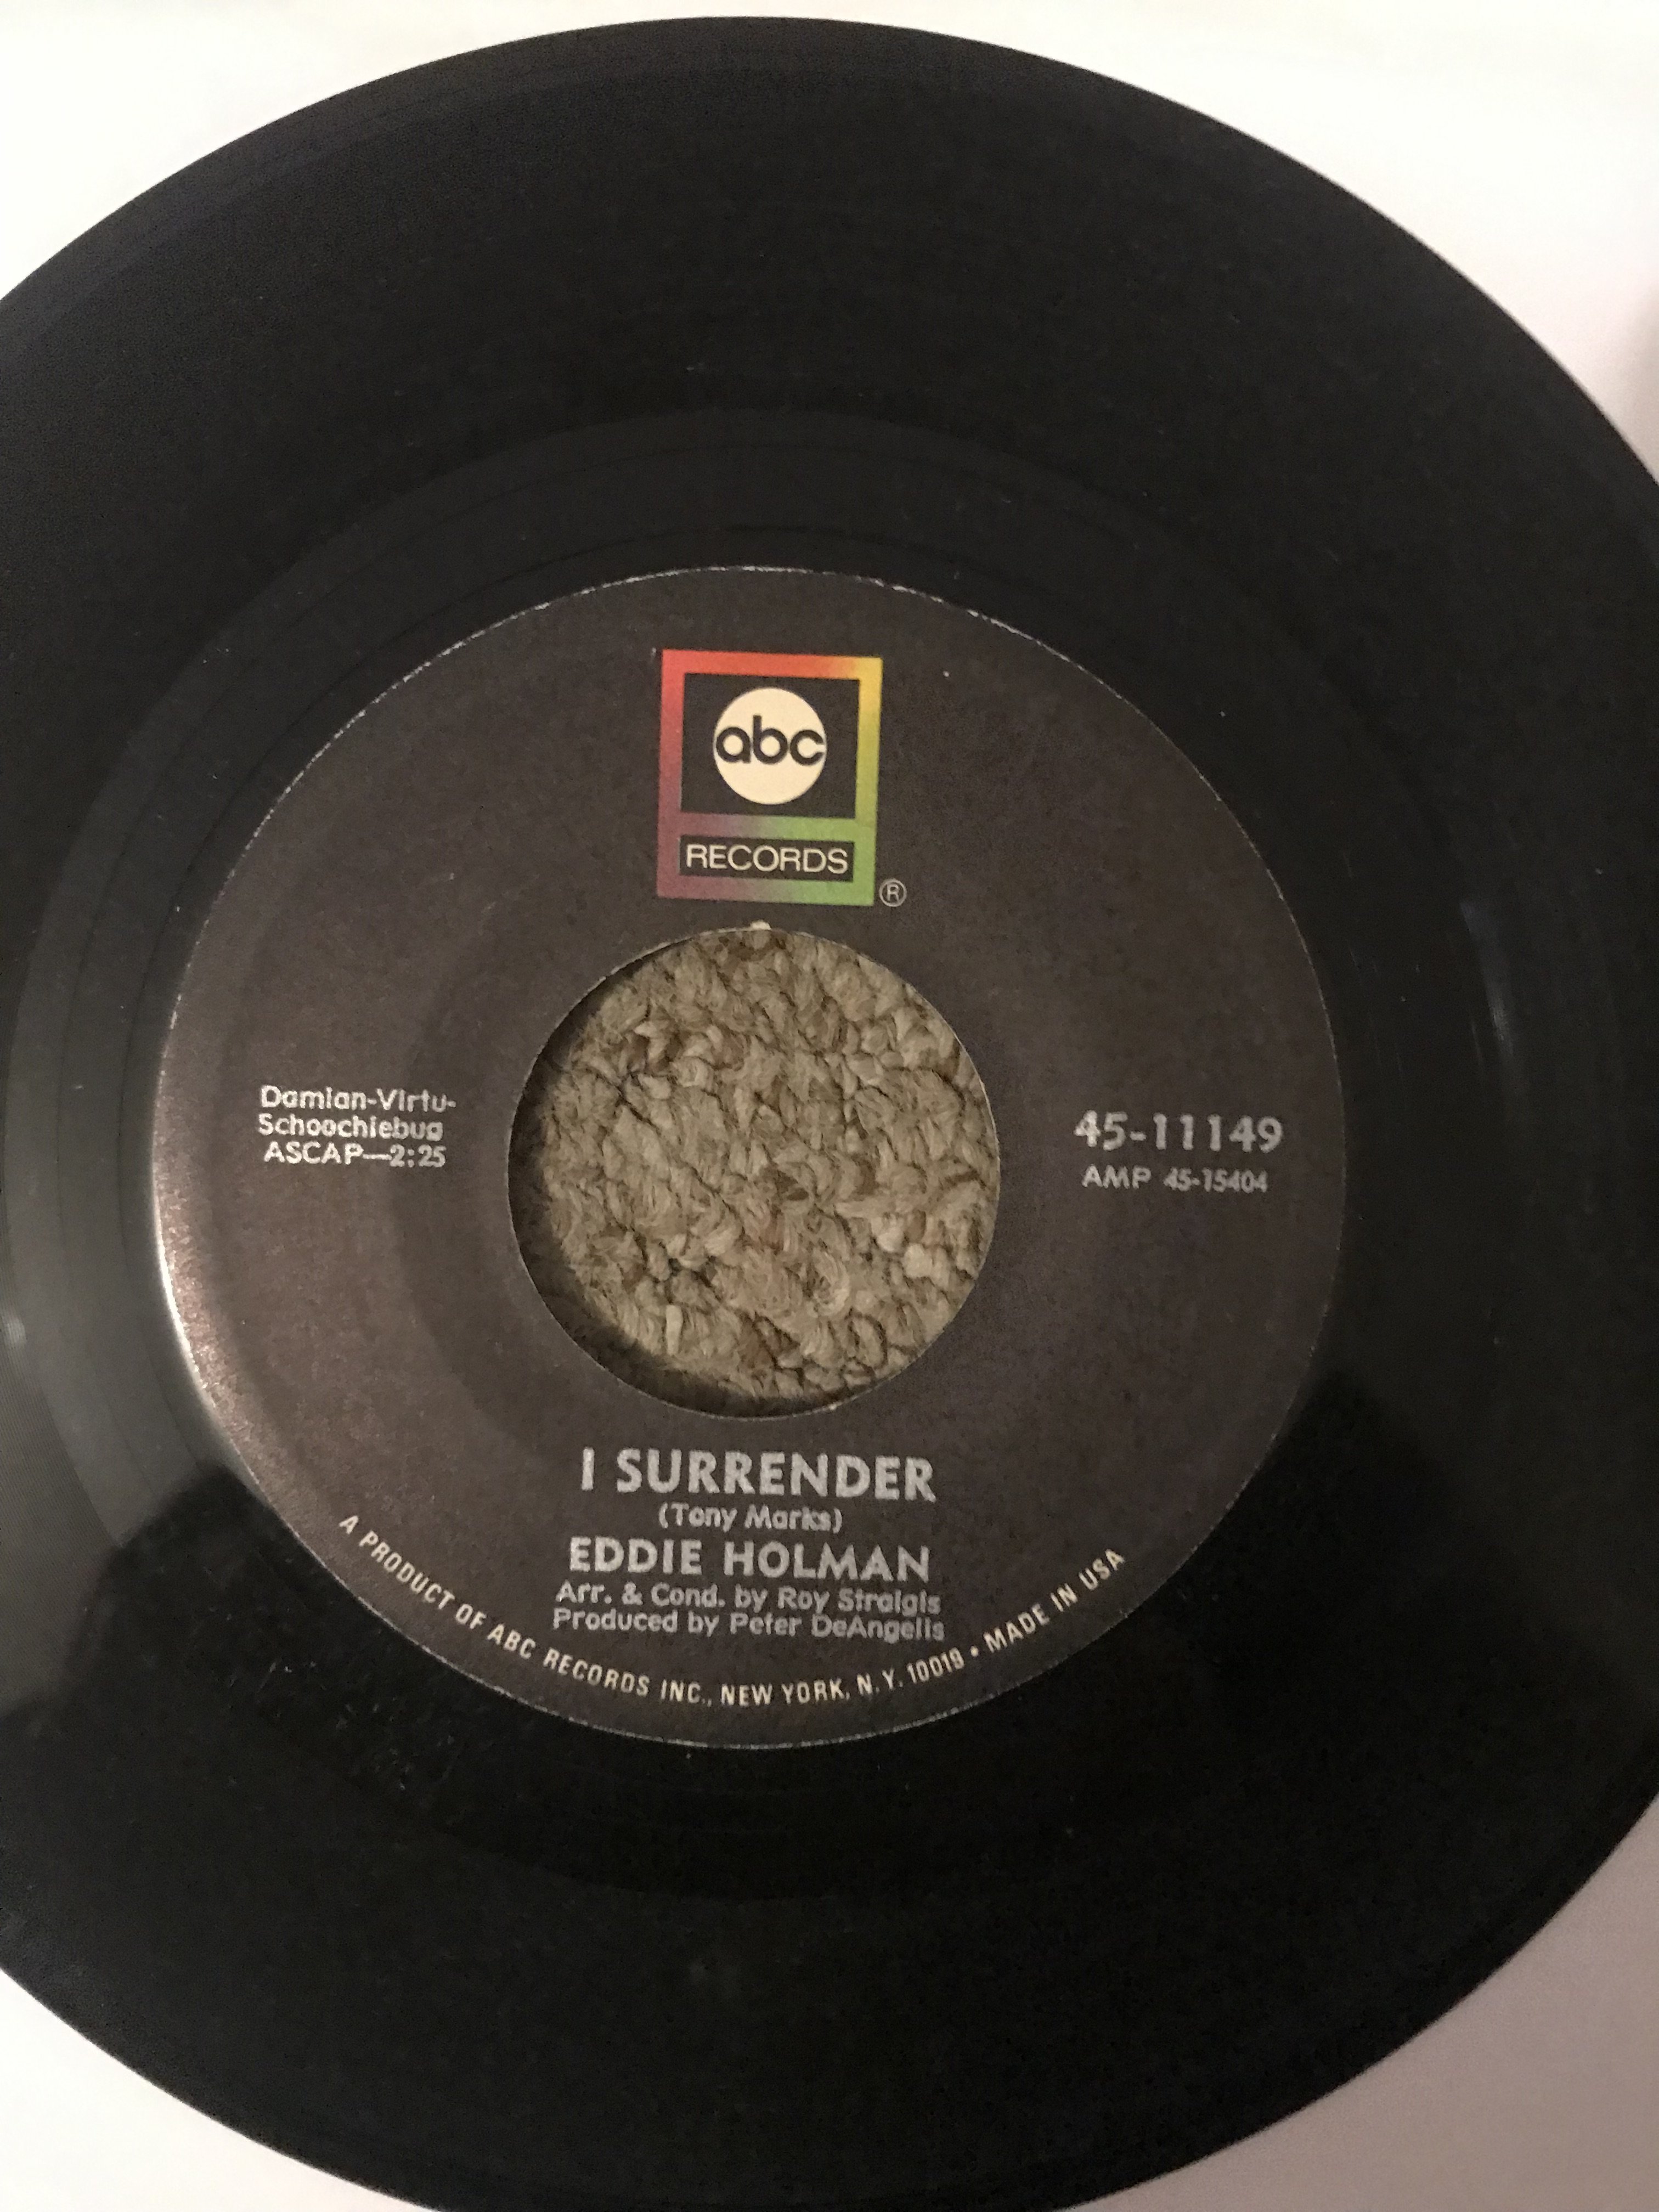 abc
RECORDS
®
Damian-Virtu-
Schoochiebug
ASCAP—2:25
45-11149
AMP 45-15404
I SURRENDER
(Tony Marks)
EDDIE HOLMAN
Arr. & Cond. by Roy Straigis
Produced by Peter DeAngelis
A PRODUCT OF ABC RECORDS INC., NEW YORK, N.Y. 10019 • MADE IN USA